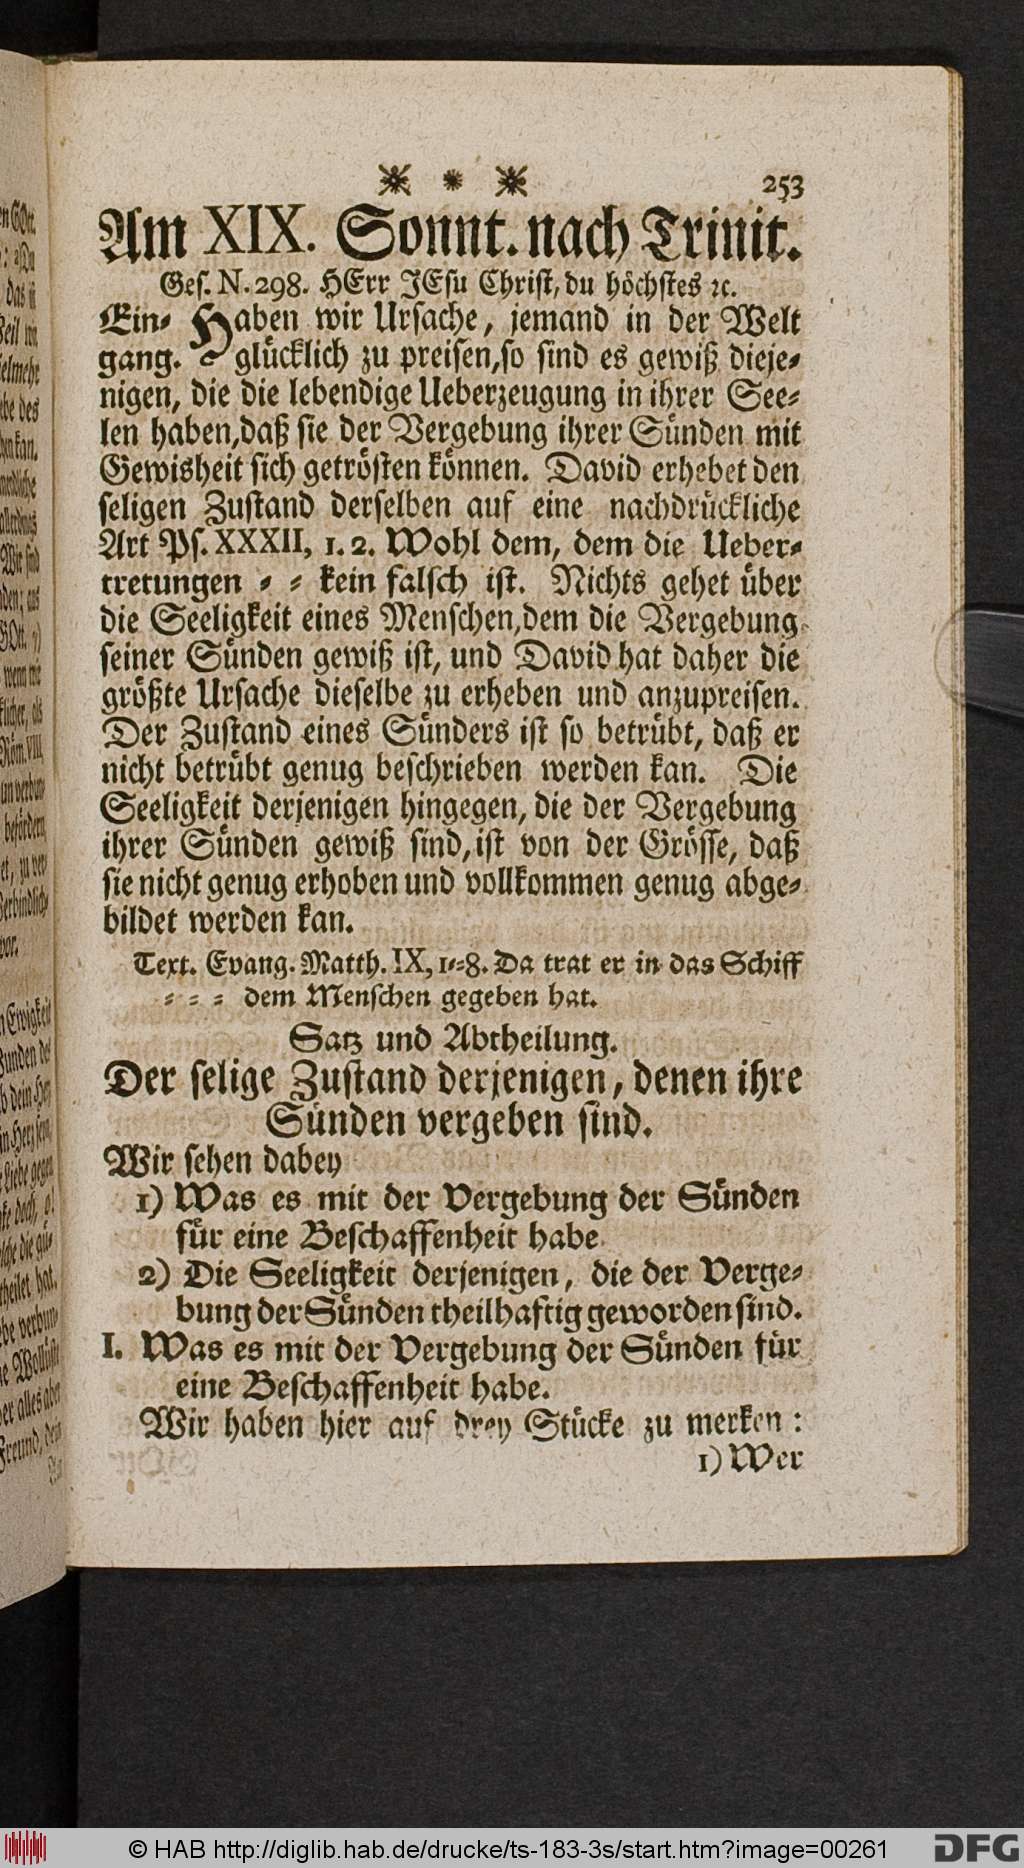 253
Am XIX. Sonnt. nach Trinit.
Ges. N. 298. HErr JEsu Christ, du höchstes ꝛc.
Ein- Haben wir Ursache, jemand in der Welt
gang. glücklich zu preisen, so sind es gewiß dieje-
nigen, die die lebendige Ueberzeugung in ihrer See-
len haben, daß sie der Vergebung ihrer Sünden mit
Gewisheit sich getrösten können. David erhebet den
seligen Zustand derselben auf eine nachdrückliche
Art Ps. XXXII, 1. 2. Wohl dem, dem die Ueber-
tretungen - - kein falsch ist. Nichts gehet über
die Seeligkeit eines Menschen, dem die Vergebung
seiner Sünden gewiß ist, und David hat daher die
größte Ursache dieselbe zu erheben und anzupreisen.
Der Zustand eines Sünders ist so betrübt, daß er
nicht betrübt genug beschrieben werden kan. Die
Seeligkeit derjenigen hingegen, die der Vergebung
ihrer Sünden gewiß sind, ist von der Grösse, daß
sie nicht genug erhoben und vollkommen genug abge-
bildet werden kan.
Text. Evang. Matth. IX, 1--8. Da trat er in das Schiff
- - - dem Menschen gegeben hat.
Satz und Abtheilung.
Der selige Zustand derjenigen, denen ihre
Sünden vergeben sind.
Wir sehen dabey
1) Was es mit der Vergebung der Sünden
für eine Beschaffenheit habe
2) Die Seeligkeit derjenigen, die der Verge-
bung der Sünden theilhaftig geworden sind.
I. Was es mit der Vergebung der Sünden für
eine Beschaffenheit habe.
Wir haben hier auf drey Stücke zu merken:
1) Wer
© HAB http://diglib.hab.de/drucke/ts-183-3s/start.htm?image=00261
DFG